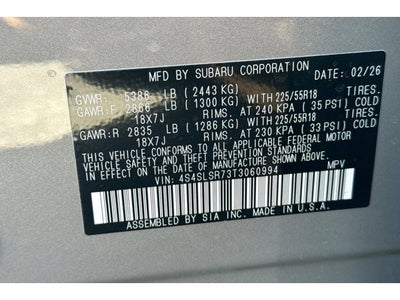 MFD BY SUBARU CORPORATION DATE: 02/26
GVWR: 5386 LB (2443 KG)
GAWR: F 2866 LB (1300 KG) WITH 225/55R18 TIRES.
18X7J RIMS, AT 240 KPA (35 PSI) COLD
GAWR: R 2835 LB (1286 KG) WITH 225/55R18 TIRES.
18X7J RIMS, AT 230 KPA (33 PSI) COLD
THIS VEHICLE CONFORMS TO ALL APPLICABLE FEDERAL MOTOR
VEHICLE SAFETY STANDARDS IN EFFECT ON THE DATE OF
MANUFACTURE SHOWN ABOVE.
VIN: 4S4SLSR73T3060994 MPV
ASSEMBLED BY SIA INC. MADE IN U.S.A.